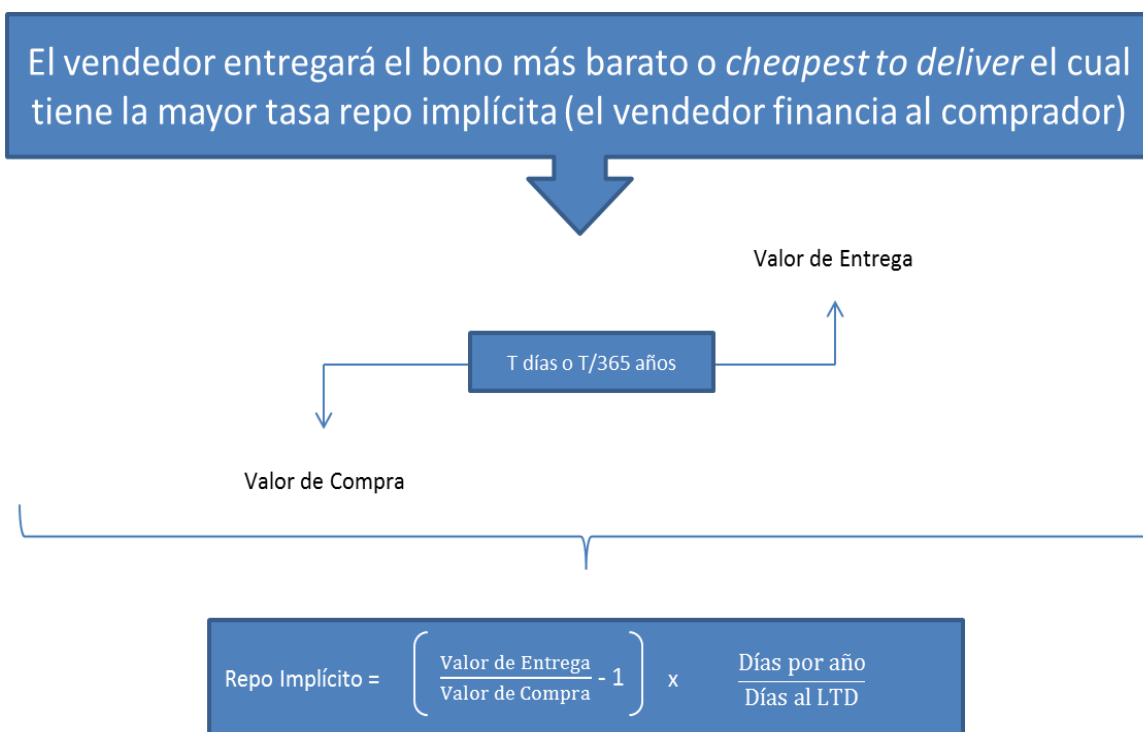 El vendedor entregará el bono más barato o cheapest to deliver el cual
tiene la mayor tasa repo implícita (el vendedor financia al comprador)
Valor de Entrega
T días o T/365 años
Valor de Compra
Repo Implícito = ( Valor de Entrega / Valor de Compra - 1 ) x Días por año / Días al LTD